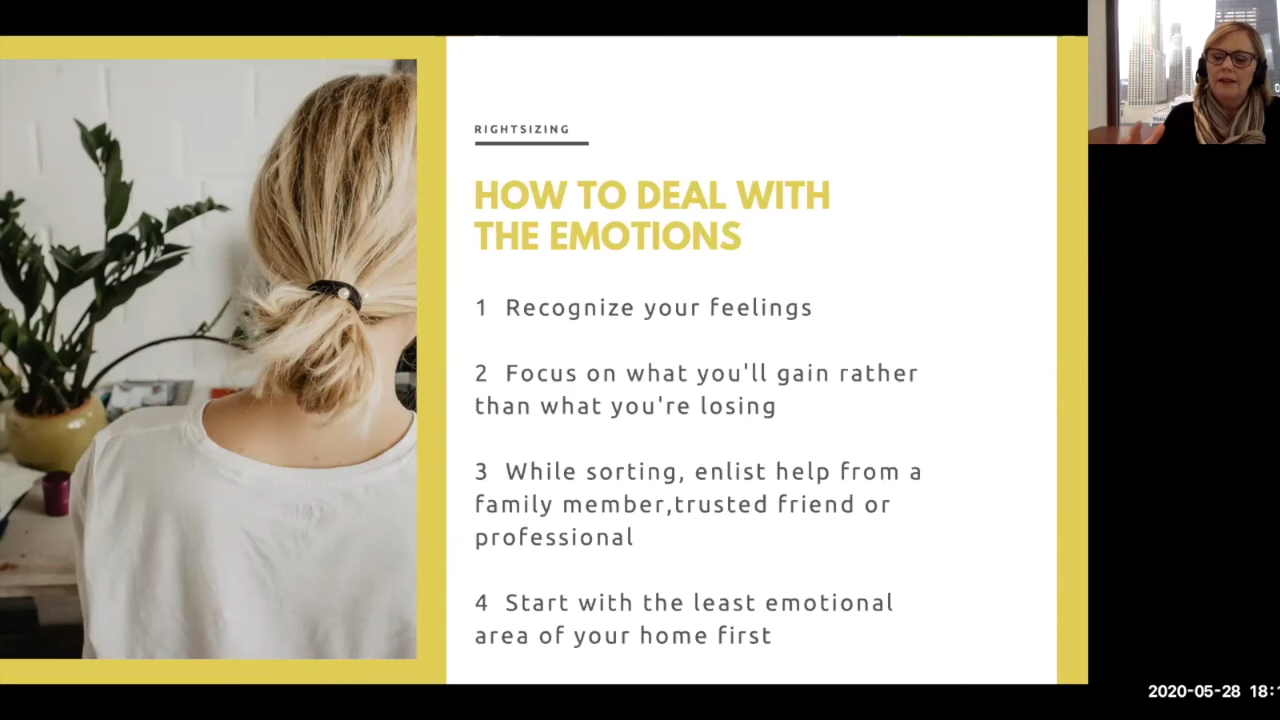 RIGHTSIZING
HOW TO DEAL WITH
THE EMOTIONS
1 Recognize your feelings
2 Focus on what you'll gain rather
than what you're losing
3 While sorting, enlist help from a
family member,trusted friend or
professional
4 Start with the least emotional
area of your home first
2020-05-28